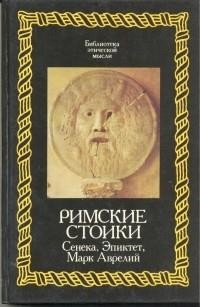 Библиотека
этической
мысли
РИМСКИЕ
СТОИКИ
Сенека, Эпиктет,
Марк Аврелий